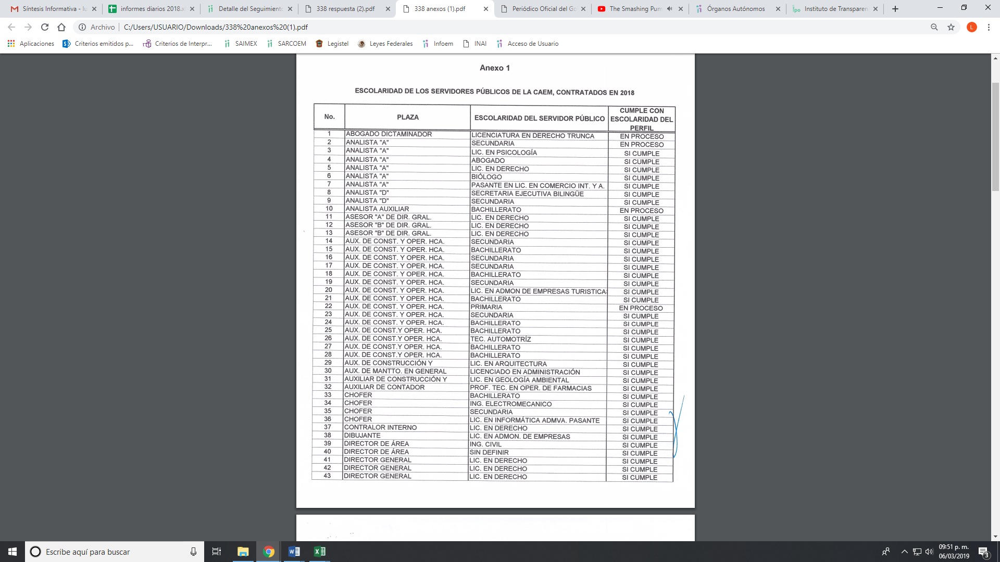 Síntesis Informativa - lu
informes diarios 2018.x
Detalle del Seguimiento
338 respuesta (2).pdf
338 anexos (1).pdf
Periódico Oficial del Go
The Smashing Pum
Órganos Autónomos
Instituto de Transparen
Archivo C:/Users/USUARIO/Downloads/338%20anexos%20(1).pdf
L
Aplicaciones Criterios emitidos p... Criterios de Interpr... SAIMEX SARCOEM Legistel Leyes Federales Infoem INAI Acceso de Usuario
Anexo 1
ESCOLARIDAD DE LOS SERVIDORES PÚBLICOS DE LA CAEM, CONTRATADOS EN 2018
No. PLAZA ESCOLARIDAD DEL SERVIDOR PÚBLICO CUMPLE CON ESCOLARIDAD DEL PERFIL
1 ABOGADO DICTAMINADOR LICENCIATURA EN DERECHO TRUNCA EN PROCESO
2 ANALISTA "A" SECUNDARIA EN PROCESO
3 ANALISTA "A" LIC. EN PSICOLOGÍA SI CUMPLE
4 ANALISTA "A" ABOGADO SI CUMPLE
5 ANALISTA "A" LIC. EN DERECHO SI CUMPLE
6 ANALISTA "A" BIÓLOGO SI CUMPLE
7 ANALISTA "A" PASANTE EN LIC. EN COMERCIO INT. Y A. SI CUMPLE
8 ANALISTA "D" SECRETARIA EJECUTIVA BILINGÜE SI CUMPLE
9 ANALISTA "D" SECUNDARIA SI CUMPLE
10 ANALISTA AUXILIAR BACHILLERATO EN PROCESO
11 ASESOR "A" DE DIR. GRAL. LIC. EN DERECHO SI CUMPLE
12 ASESOR "B" DE DIR. GRAL. LIC. EN DERECHO SI CUMPLE
13 ASESOR "B" DE DIR. GRAL. LIC. EN DERECHO SI CUMPLE
14 AUX. DE CONST. Y OPER. HCA. SECUNDARIA SI CUMPLE
15 AUX. DE CONST. Y OPER. HCA. BACHILLERATO SI CUMPLE
16 AUX. DE CONST. Y OPER. HCA. SECUNDARIA SI CUMPLE
17 AUX. DE CONST. Y OPER. HCA. SECUNDARIA SI CUMPLE
18 AUX. DE CONST. Y OPER. HCA. BACHILLERATO SI CUMPLE
19 AUX. DE CONST. Y OPER. HCA. SECUNDARIA SI CUMPLE
20 AUX. DE CONST. Y OPER. HCA. LIC. EN ADMON DE EMPRESAS TURISTICAS SI CUMPLE
21 AUX. DE CONST. Y OPER. HCA. BACHILLERATO SI CUMPLE
22 AUX. DE CONST. Y OPER. HCA. PRIMARIA EN PROCESO
23 AUX. DE CONST. Y OPER. HCA. SECUNDARIA SI CUMPLE
24 AUX. DE CONST. Y OPER. HCA. BACHILLERATO SI CUMPLE
25 AUX. DE CONST.Y OPER. HCA. BACHILLERATO SI CUMPLE
26 AUX. DE CONST.Y OPER. HCA. TEC. AUTOMOTRÍZ SI CUMPLE
27 AUX. DE CONST.Y OPER. HCA. BACHILLERATO SI CUMPLE
28 AUX. DE CONST.Y OPER. HCA. BACHILLERATO SI CUMPLE
29 AUX. DE CONSTRUCCIÓN Y LIC. EN ARQUITECTURA SI CUMPLE
30 AUX. DE MANTTO. EN GENERAL LICENCIADO EN ADMINISTRACIÓN SI CUMPLE
31 AUXILIAR DE CONSTRUCCIÓN Y LIC. EN GEOLOGÍA AMBIENTAL SI CUMPLE
32 AUXILIAR DE CONTADOR PROF. TEC. EN OPER. DE FARMACIAS SI CUMPLE
33 CHOFER BACHILLERATO SI CUMPLE
34 CHOFER ING. ELECTROMECANICO SI CUMPLE
35 CHOFER SECUNDARIA SI CUMPLE
36 CHOFER LIC. EN INFORMÁTICA ADMVA. PASANTE SI CUMPLE
37 CONTRALOR INTERNO LIC. EN DERECHO SI CUMPLE
38 DIBUJANTE LIC. EN ADMON. DE EMPRESAS SI CUMPLE
39 DIRECTOR DE ÁREA ING. CIVIL SI CUMPLE
40 DIRECTOR DE ÁREA SIN DEFINIR SI CUMPLE
41 DIRECTOR GENERAL LIC. EN DERECHO SI CUMPLE
42 DIRECTOR GENERAL LIC. EN DERECHO SI CUMPLE
43 DIRECTOR GENERAL LIC. EN DERECHO SI CUMPLE
Escribe aquí para buscar
09:51 p. m.
06/03/2019
3